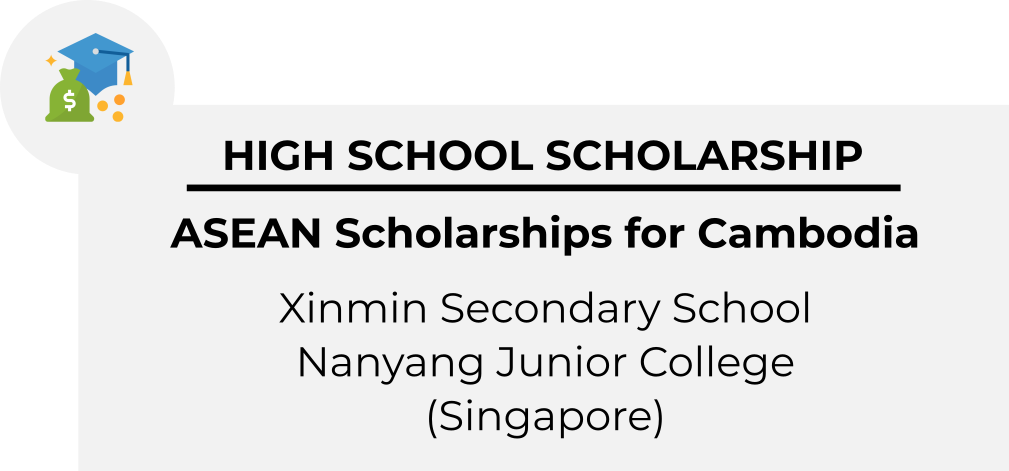 $
HIGH SCHOOL SCHOLARSHIP
ASEAN Scholarships for Cambodia
Xinmin Secondary School
Nanyang Junior College
(Singapore)